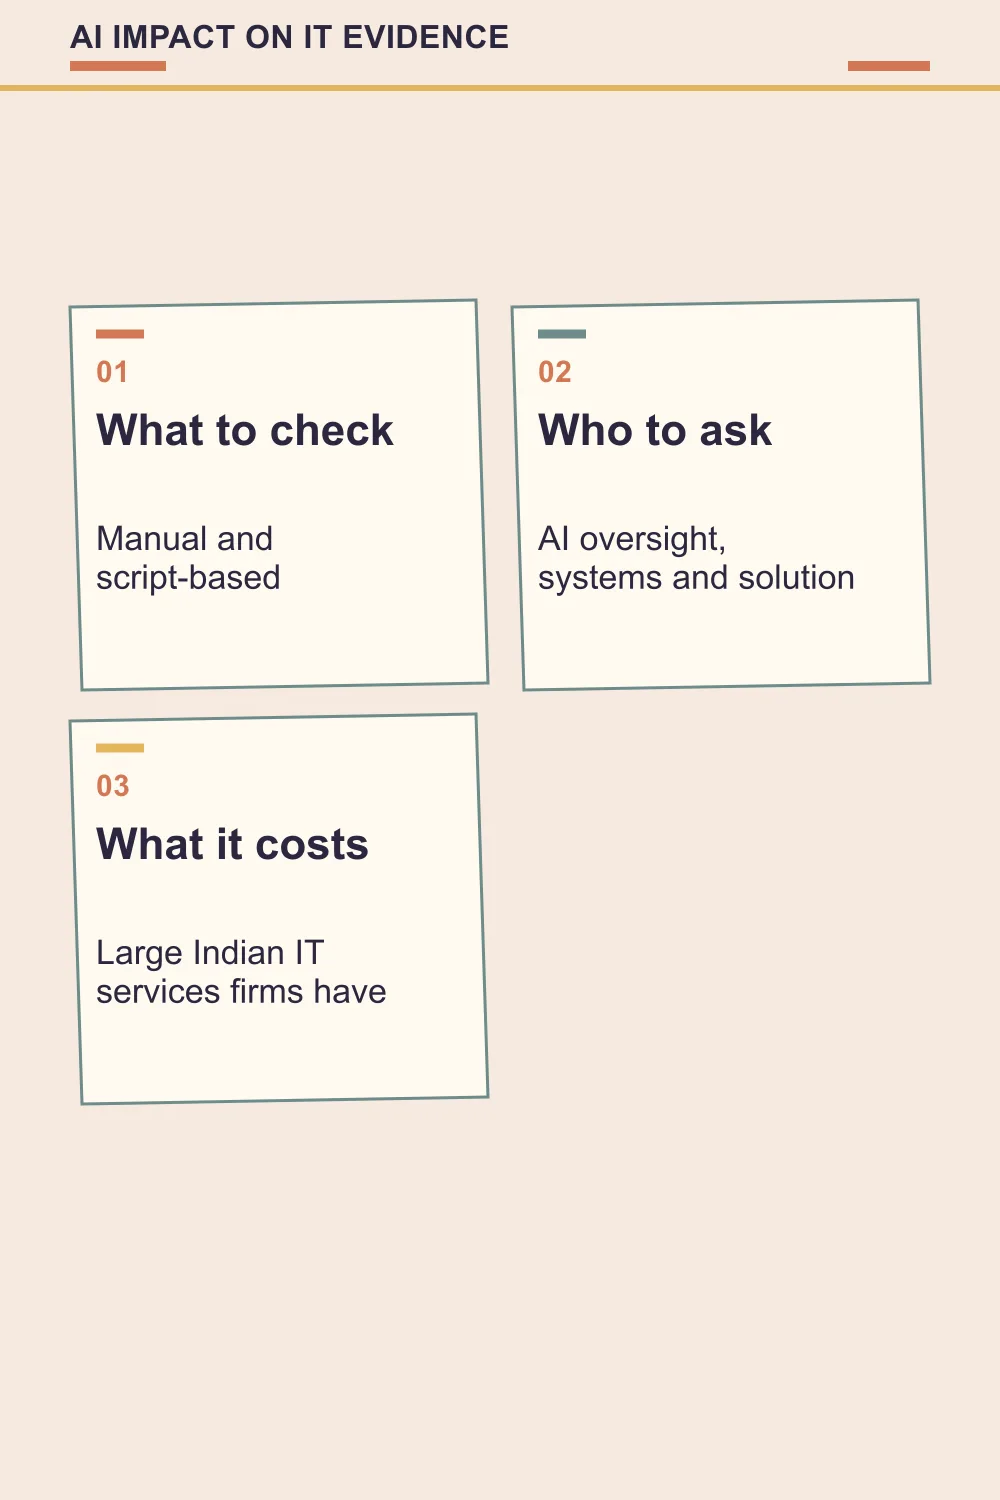 AI IMPACT ON IT EVIDENCE
01
What to check
Manual and
script-based
02
Who to ask
AI oversight,
systems and solution
03
What it costs
Large Indian IT
services firms have